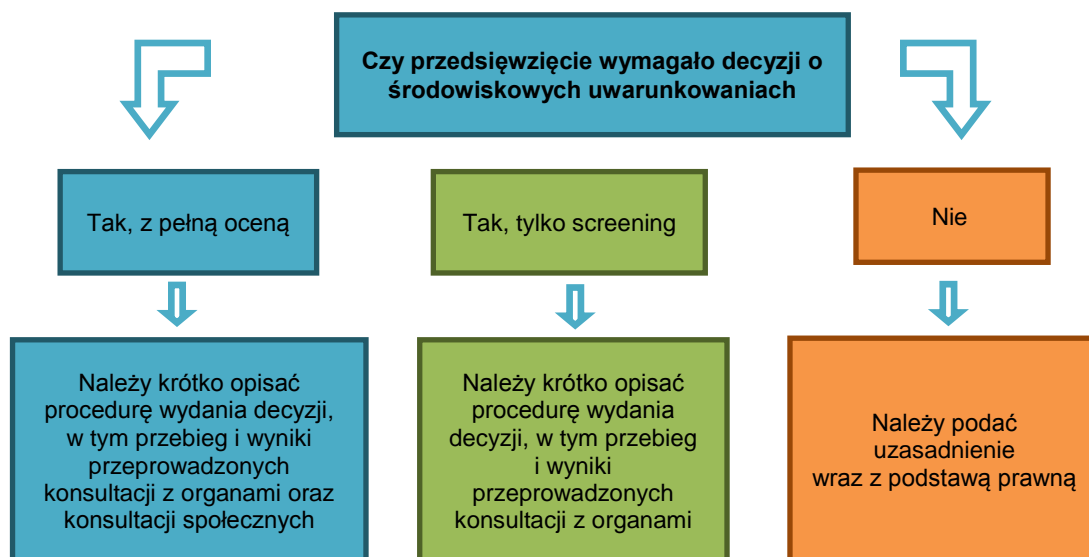 Czy przedsięwzięcie wymagało decyzji o
środowiskowych uwarunkowaniach
Tak, z pełną oceną
Tak, tylko screening
Nie
Należy krótko opisać
procedurę wydania decyzji,
w tym przebieg i wyniki
przeprowadzonych
konsultacji z organami oraz
konsultacji społecznych
Należy krótko opisać
procedurę wydania
decyzji, w tym przebieg
i wyniki
przeprowadzonych
konsultacji z organami
Należy podać
uzasadnienie
wraz z podstawą prawną